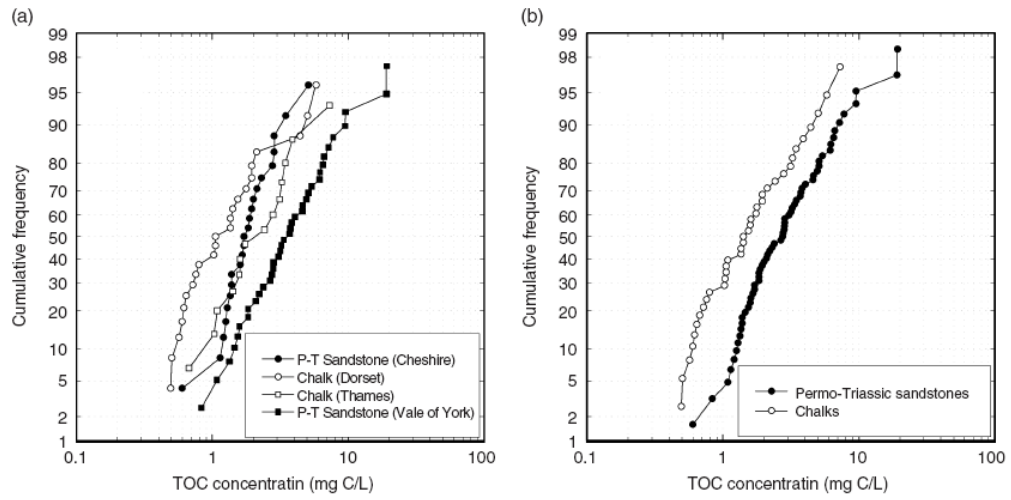 (a)
99
98
95
90
80
70
60
50
40
30
20
10
5
2
1
Cumulative frequency
P-T Sandstone (Cheshire)
Chalk (Dorset)
Chalk (Thames)
P-T Sandstone (Vale of York)
0.1 1 10 100
TOC concentratin (mg C/L)
(b)
99
98
95
90
80
70
60
50
40
30
20
10
5
2
1
Cumulative frequency
Permo-Triassic sandstones
Chalks
0.1 1 10 100
TOC concentratin (mg C/L)